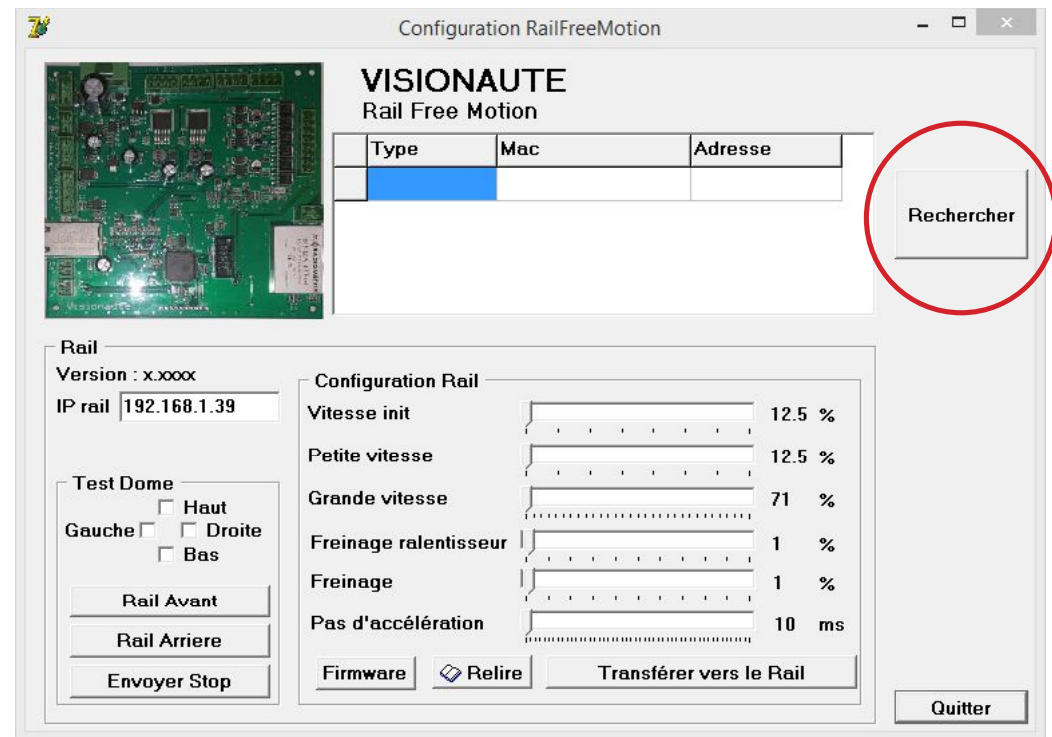 Configuration RailFreeMotion
VISIONAUTE
Rail Free Motion
Type Mac Adresse
Rechercher
Rail
Version : x.xxxx
IP rail 192.168.1.39
Test Dome
Haut
Gauche Droite
Bas
Rail Avant
Rail Arriere
Envoyer Stop
Configuration Rail
Vitesse init 12.5 %
Petite vitesse 12.5 %
Grande vitesse 71 %
Freinage ralentisseur 1 %
Freinage 1 %
Pas d'accélération 10 ms
Firmware Relire Transférer vers le Rail
Quitter